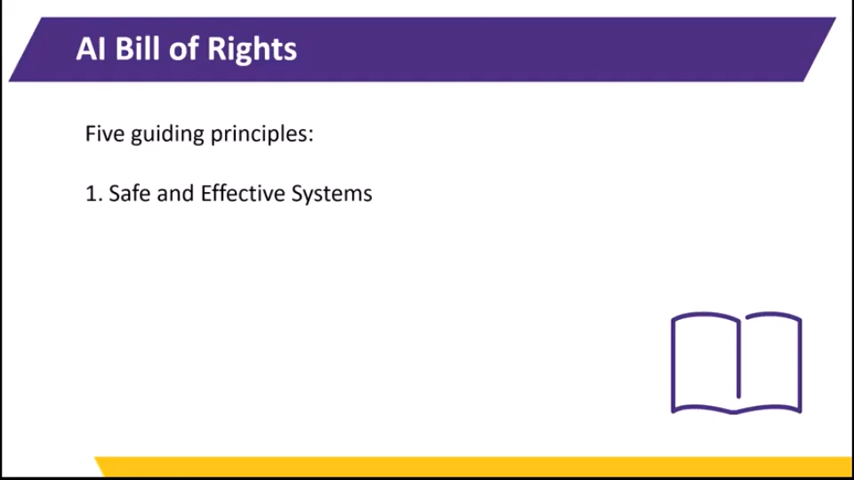 AI Bill of Rights
Five guiding principles:
1. Safe and Effective Systems